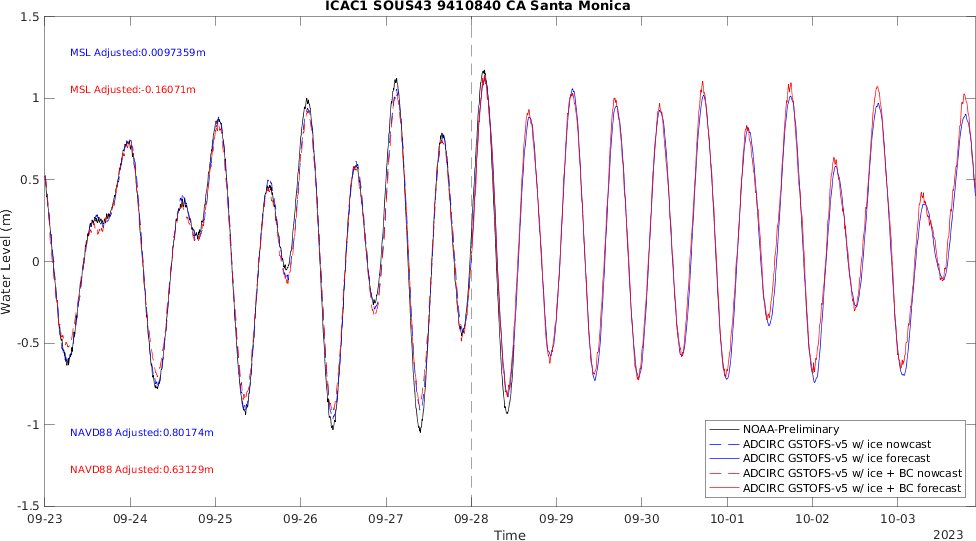 ICAC1 SOUS43 9410840 CA Santa Monica
1.5
MSL Adjusted:0.0097359m
MSL Adjusted:-0.16071m
1
0.5
Water Level (m)
0
-0.5
-1
NAVD88 Adjusted:0.80174m
NAVD88 Adjusted:0.63129m
-1.5
NOAA-Preliminary
ADCIRC GSTOFS-v5 w/ ice nowcast
ADCIRC GSTOFS-v5 w/ ice forecast
ADCIRC GSTOFS-v5 w/ ice + BC nowcast
ADCIRC GSTOFS-v5 w/ ice + BC forecast
09-23 09-24 09-25 09-26 09-27 09-28 09-29 09-30 10-01 10-02 10-03
Time
2023